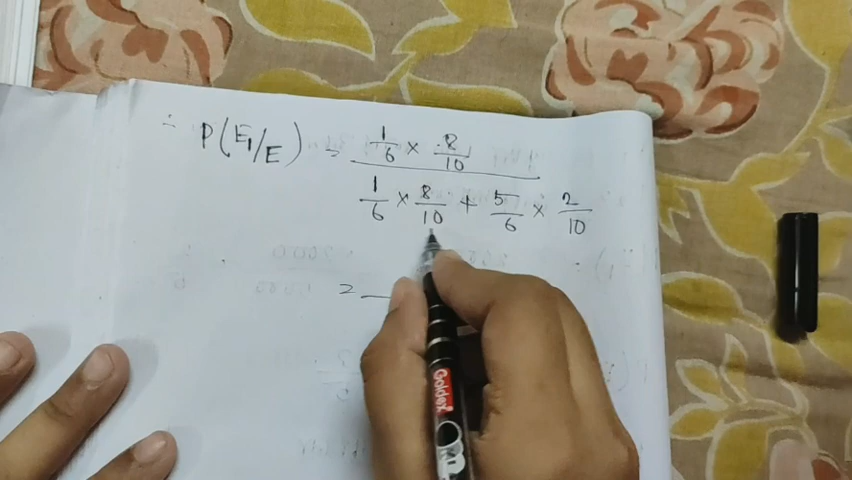 ∴ P(E1/E) = 1/6 × 8/10
1/6 × 8/10 + 5/6 × 2/10
=
Goldex